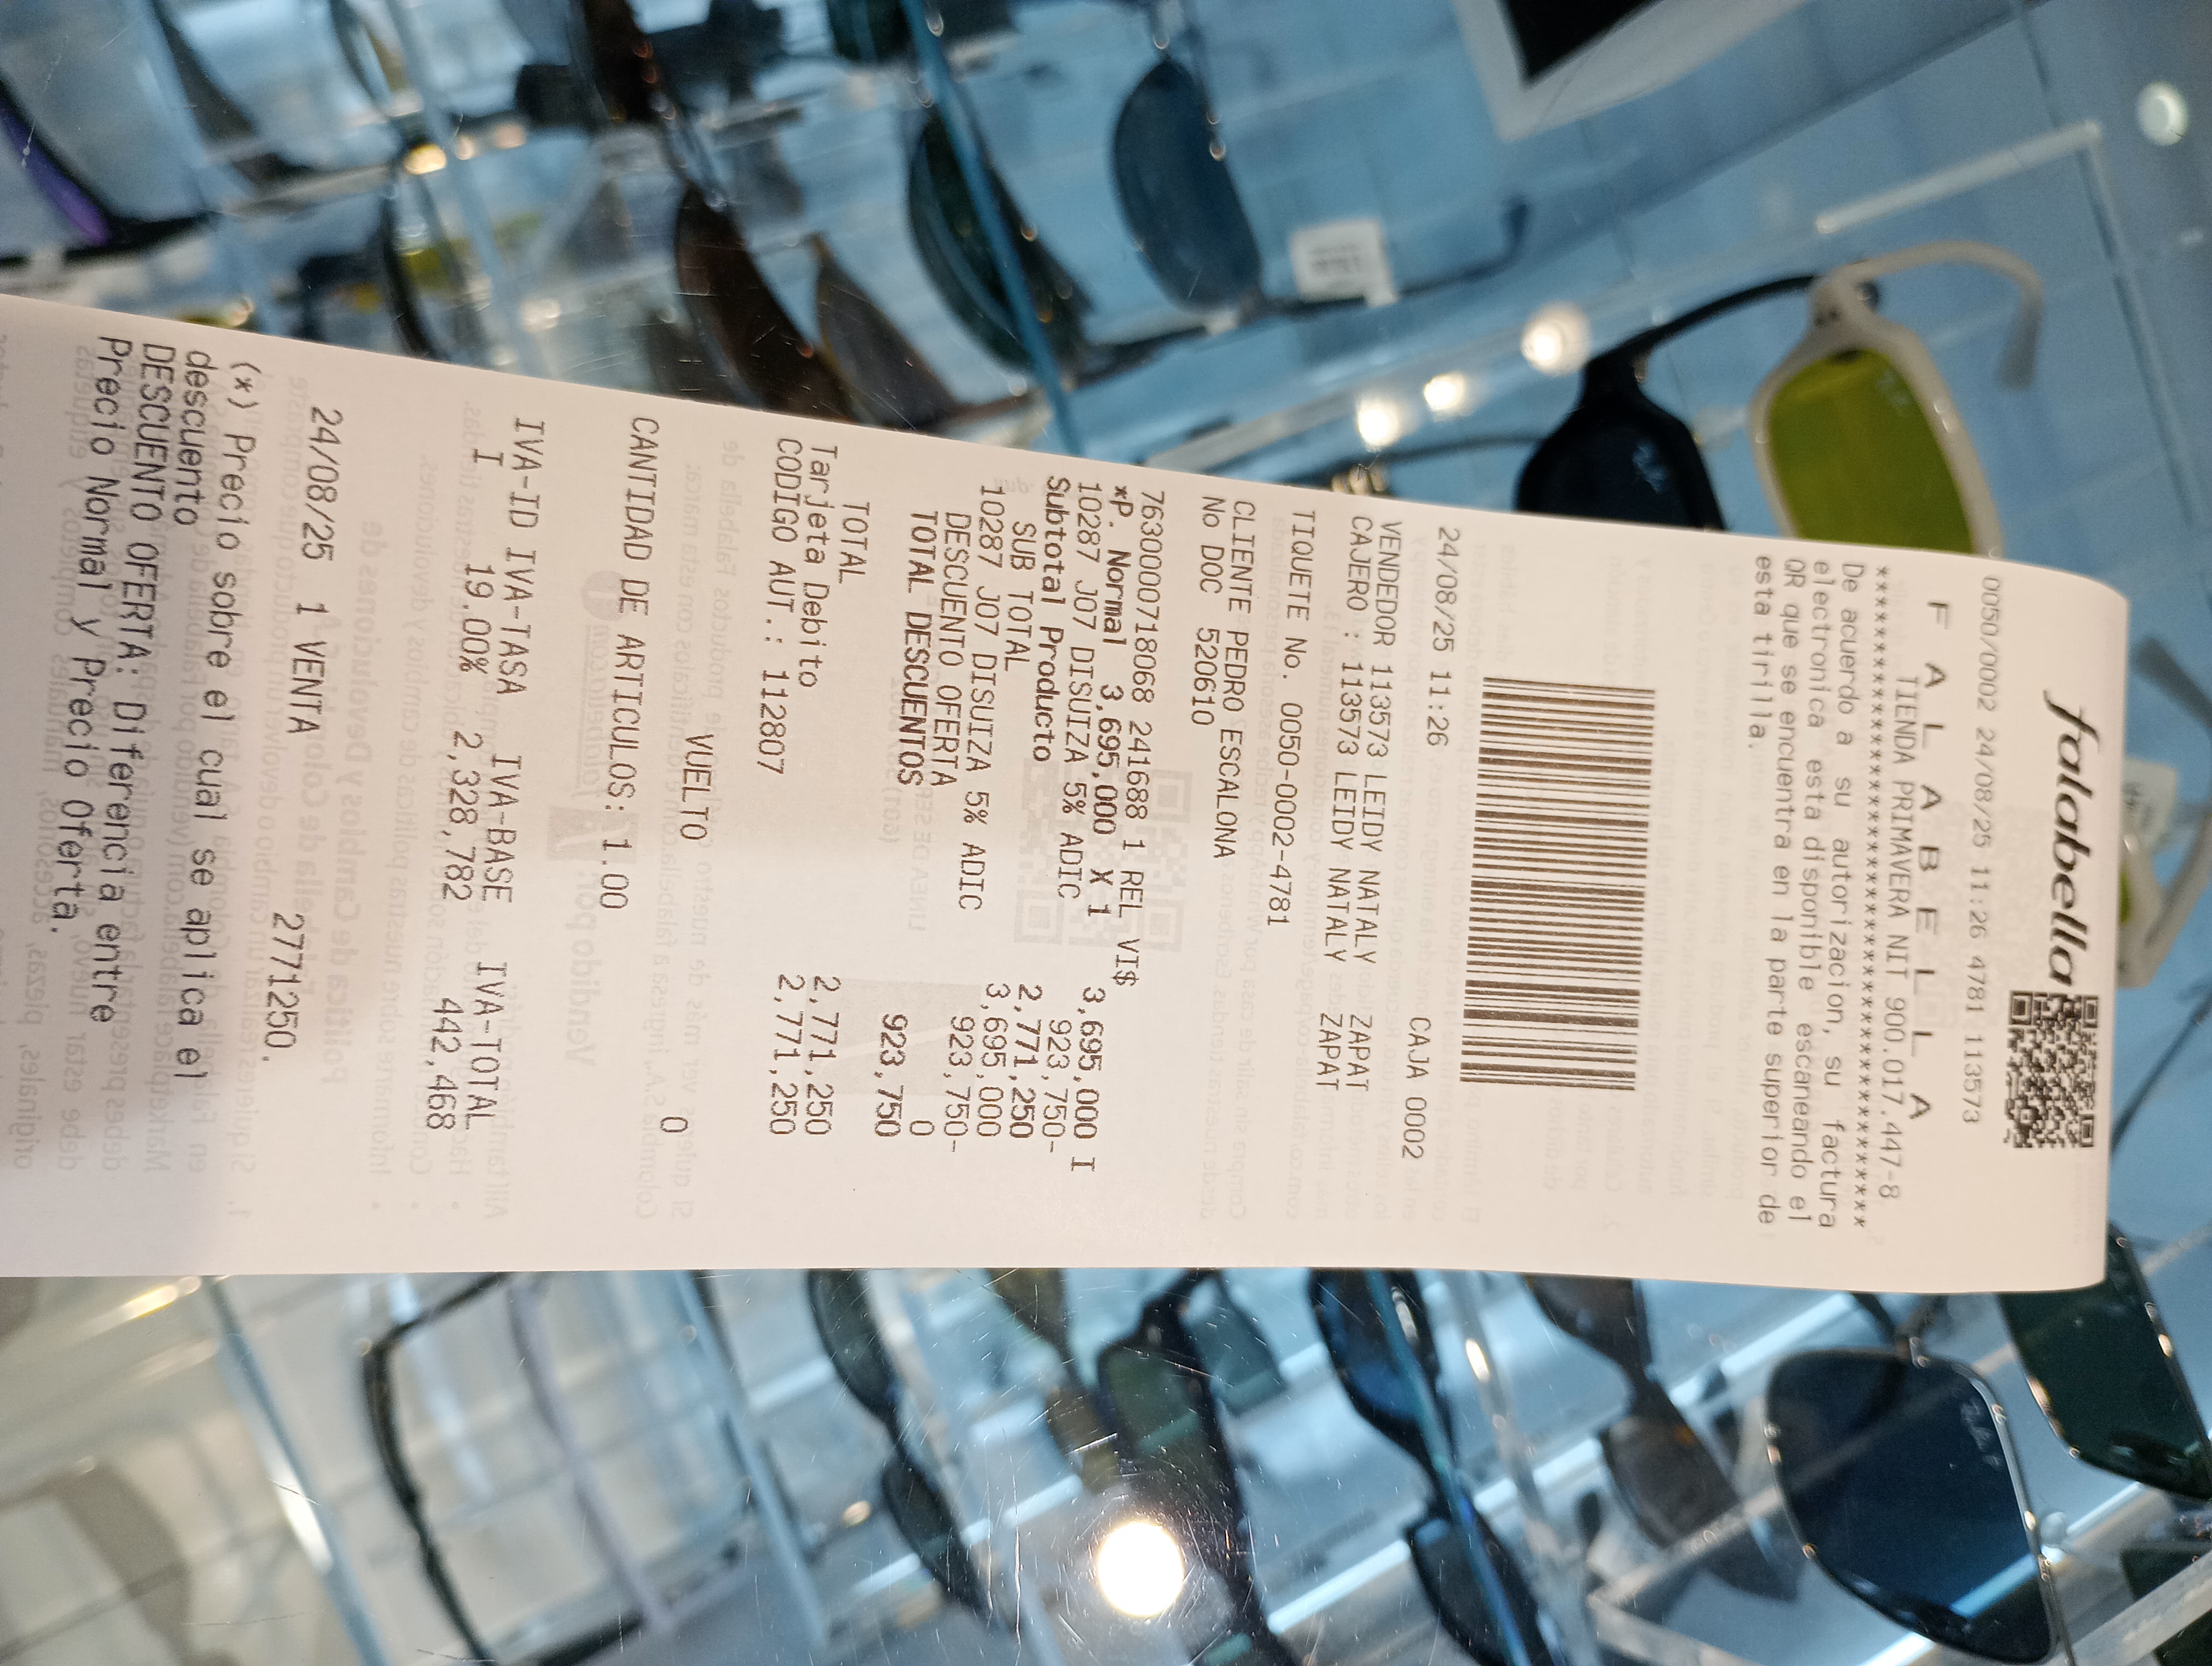 falabella
0050/0002 24/08/25 11:26 4781 113573
F A L A B E L L A
TIENDA PRIMAVERA NIT 900.017.447-8
****************************************
De acuerdo a su autorizacion, su factura
electronica esta disponible escaneando el
QR que se encuentra en la parte superior de
esta tirilla.
24/08/25 11:26 CAJA 0002
VENDEDOR 113573 LEIDY NATALY ZAPAT
CAJERO : 113573 LEIDY NATALY ZAPAT
TIQUETE No. 0050-0002-4781
CLIENTE PEDRO ESCALONA
No DOC 520610
7630000718068 241688 1 REL VI$ 3,695,000 I
*P. Normal 3,695,000 X 1
10287 J07 DISUIZA 5% ADIC 923,750-
Subtotal Producto 2,771,250
SUB TOTAL 3,695,000
10287 J07 DISUIZA 5% ADIC 923,750-
DESCUENTO OFERTA 0
TOTAL DESCUENTOS 923,750
TOTAL 2,771,250
Tarjeta Debito 2,771,250
CODIGO AUT.: 112807
VUELTO 0
CANTIDAD DE ARTICULOS: 1.00
IVA-ID IVA-TASA IVA-BASE IVA-TOTAL
I 19.00% 2,328,782 442,468
24/08/25 1 VENTA 2771250.
(*) Precio sobre el cual se aplica el
descuento
DESCUENTO OFERTA: Diferencia entre
Precio Normal y Precio Oferta.